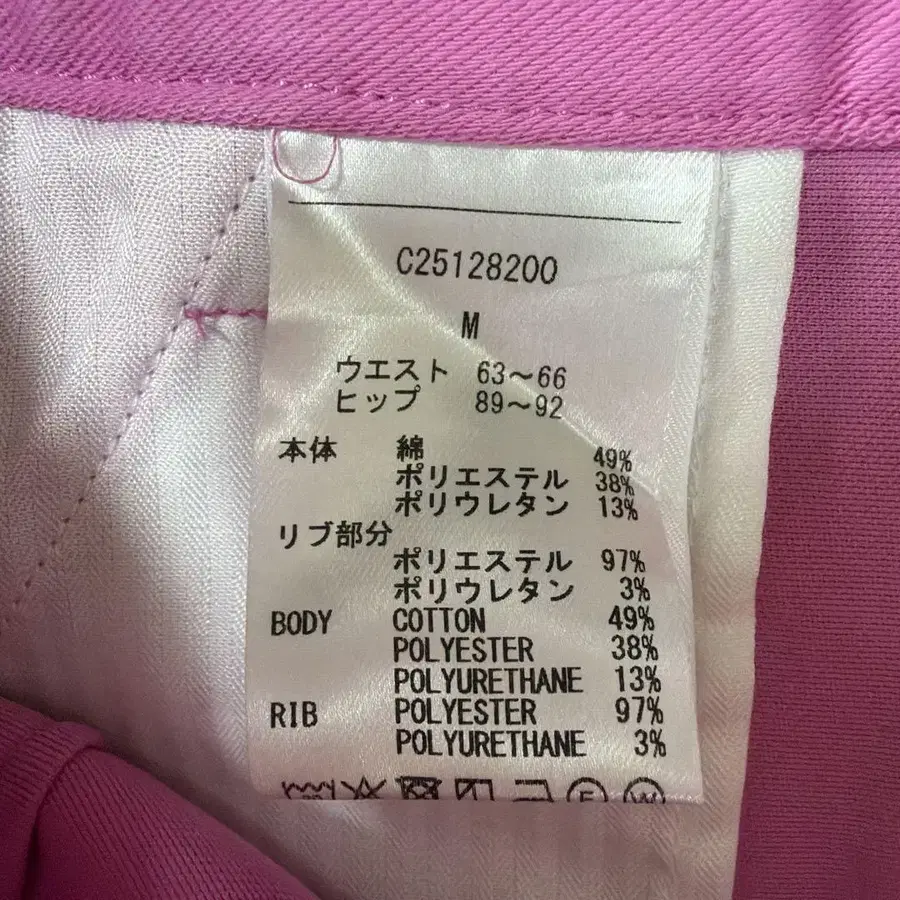 C25128200
M
ウエスト 63～66
ヒップ 89～92
本体 綿 49%
ポリエステル 38%
ポリウレタン 13%
リブ部分
ポリエステル 97%
ポリウレタン 3%
BODY COTTON 49%
POLYESTER 38%
POLYURETHANE 13%
RIB POLYESTER 97%
POLYURETHANE 3%